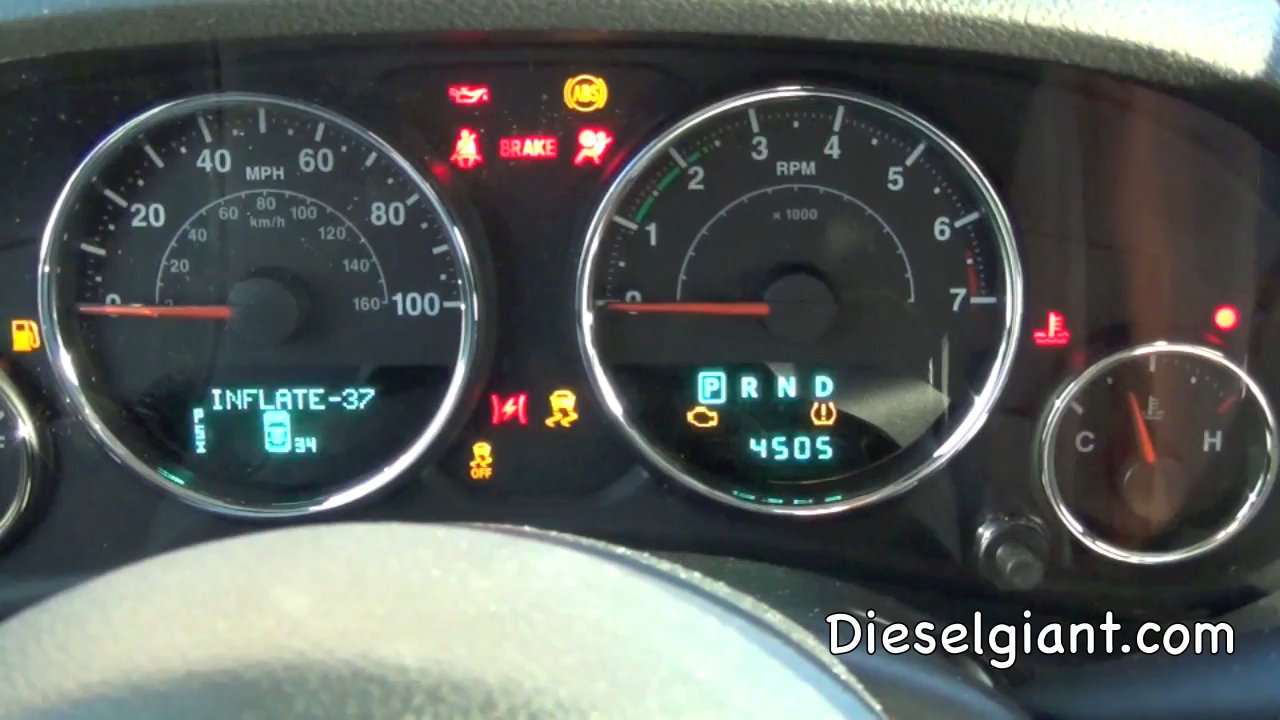 ABS
BRAKE
20 40 60 80 100
MPH
20 40 60 80 100 120 140 160
km/h
INFLATE-37
PSI
34
OFF
0 1 2 3 4 5 6 7
RPM
x 1000
P R N D
4505
C H
Dieselgiant.com